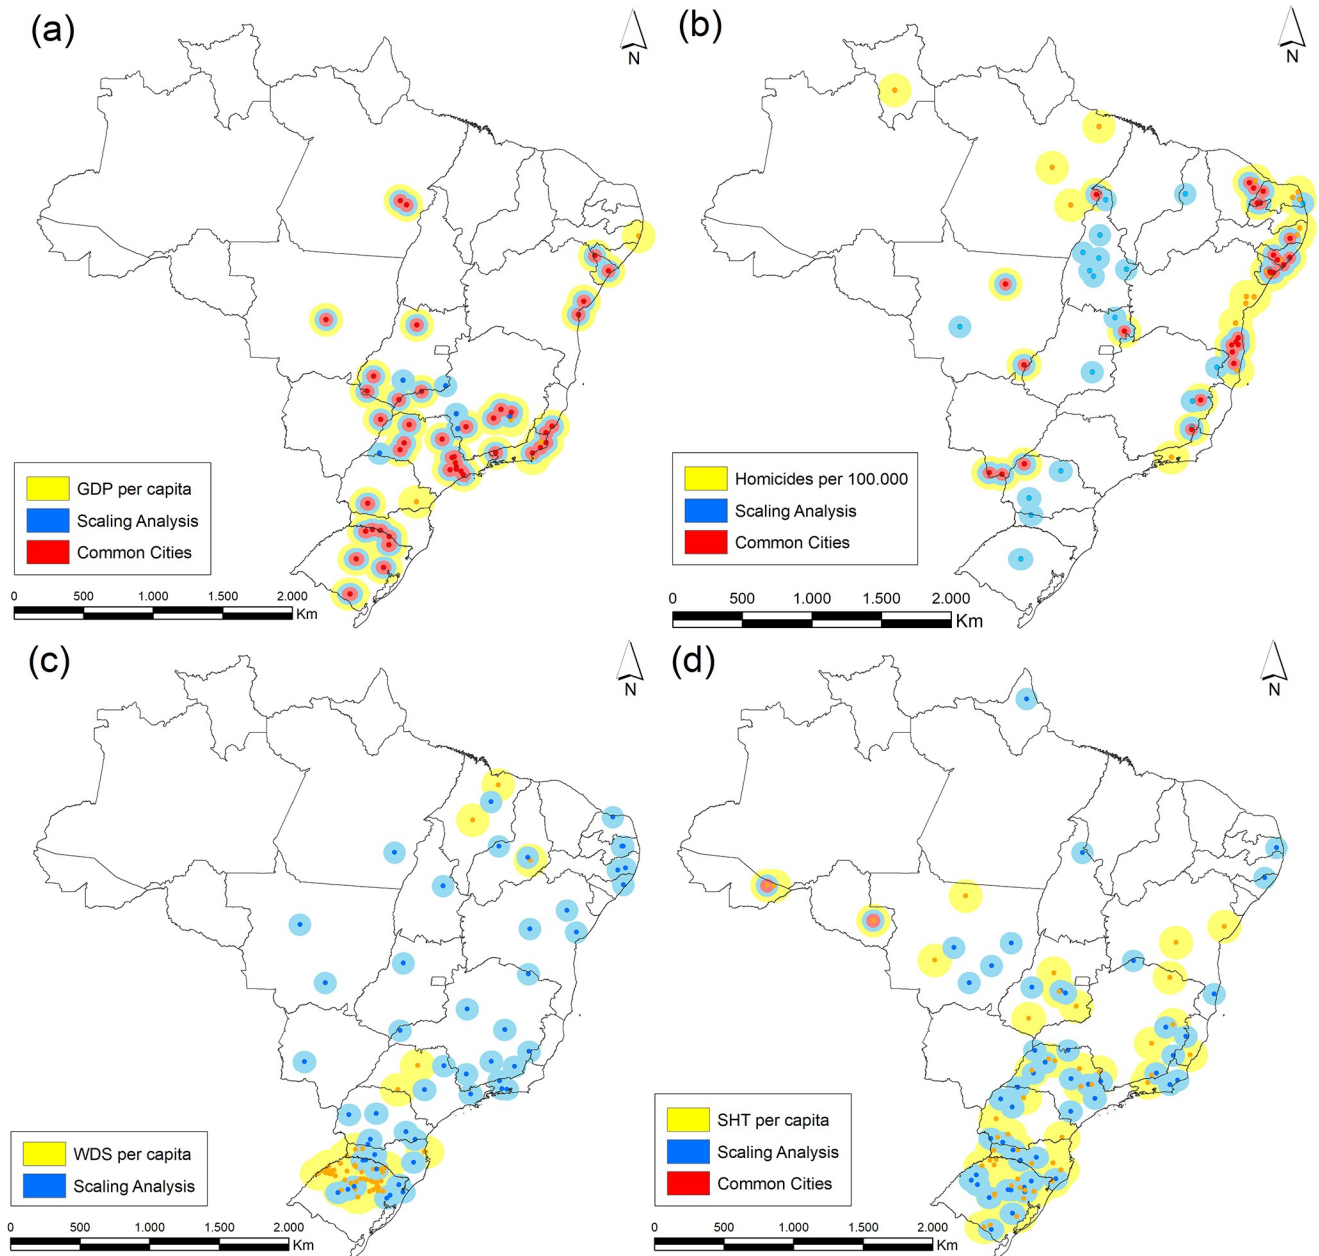 (a)
N
GDP per capita
Scaling Analysis
Common Cities
0 500 1.000 1.500 2.000
Km
(b)
N
Homicides per 100.000
Scaling Analysis
Common Cities
0 500 1.000 1.500 2.000
Km
(c)
N
WDS per capita
Scaling Analysis
0 500 1.000 1.500 2.000
Km
(d)
N
SHT per capita
Scaling Analysis
Common Cities
0 500 1.000 1.500 2.000
Km